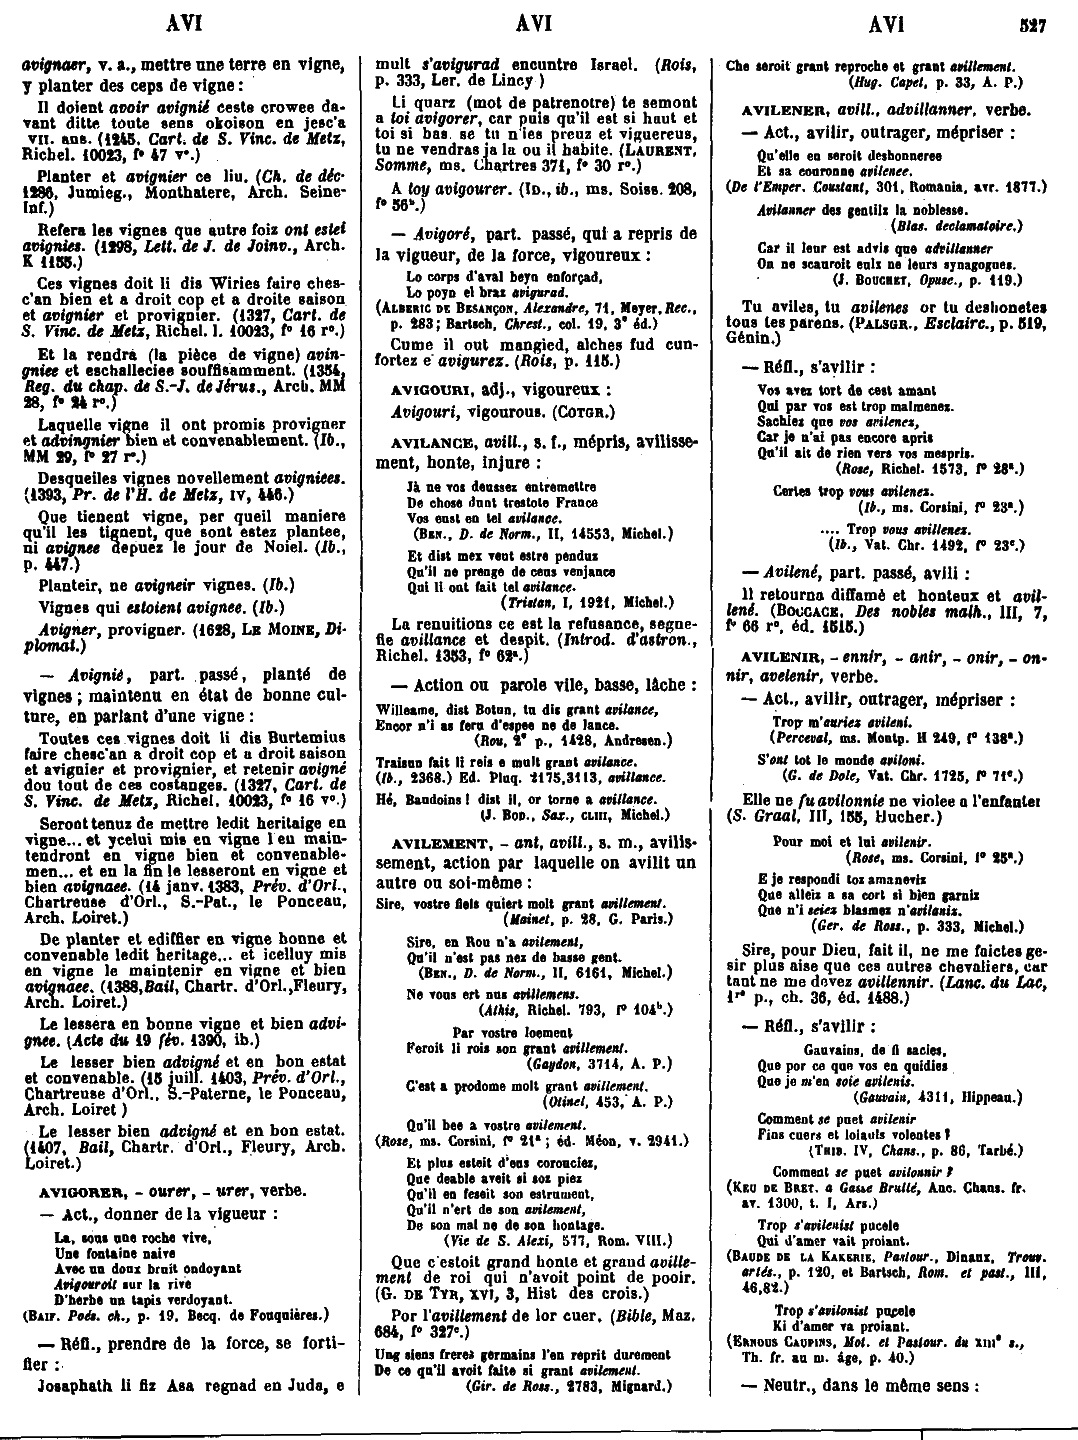 AVI
AVI
AVI
527
avignaer, v. a., mettre une terre en vigne,
y planter des ceps de vigne :
Il doient avoir avignié ceste crowee da-
vant ditte toute sens okoison en jesc'a
VII. ans. (1245. Cart. de S. Vinc. de Metz,
Richel. 10023, f° 47 v°.)
Planter et avignier ce liu. (Ch. de déc-
1286, Jumieg., Monthatere, Arch. Seine-
Inf.)
Refera les vignes que autre foiz ont estei
avignies. (1298, Lett. de J. de Joinv., Arch.
K 1155.)
Ces vignes doit li dis Wiries faire ches-
c'an bien et a droit cop et a droite saison
et avignier et provignier. (1327, Cart. de
S. Vinc. de Metz, Richel. l. 10023, f° 16 r°.)
Et la rendra (la pièce de vigne) avin-
gniee et eschalleciee souffisamment. (1354,
Reg. du chap. de S.-J. de Jérus., Arch. MM
28, f° 24 r°.)
Laquelle vigne il ont promis provigner
et advingnier bien et convenablement. (Ib.,
MM 29, f° 27 r°.)
Desqueiles vignes novellement avigniees.
(1393, Pr. de l'H. de Metz, IV, 446.)
Que tienent vigne, per queil maniere
qu'il les tignent, que sont estez plantee,
ni avignee depuez le jour de Noiel. (Ib.,
p. 447.)
Planteir, ne avigneir vignes. (Ib.)
Vignes qui estoient avignee. (Ib.)
Avigner, provigner. (1628, LE MOINE, Di-
plomat.)
— Avignié, part. passé, planté de
vignes ; maintenu en état de bonne cul-
ture, en parlant d'une vigne :
Toutes ces vignes doit li dis Burtemius
faire chesc'an a droit cop et a droit saison
et avignier et provignier, et retenir avigné
dou tout de ces costanges. (1327, Cart. de
S. Vinc. de Metz, Richel. 10023, f° 16 v°.)
Seront tenuz de mettre ledit heritaige en
vigne... et ycelui mis en vigne l'en main-
tendront en vigne bien et convenable-
men... et en la fin le lesseront en vigne et
bien avignaee. (14 janv. 1383, Prév. d'Orl.,
Chartreuse d'Orl., S.-Pat., le Ponceau,
Arch. Loiret.)
De planter et ediffier en vigne bonne et
convenable ledit heritage... et icelluy mis
en vigne le maintenir en vigne et bien
avignaee. (1388, Bail, Chartr. d'Orl., Fleury,
Arch. Loiret.)
Le lessera en bonne vigne et bien advi-
gnee. (Acte du 19 fév. 1390, ib.)
Le lesser bien advigné et en bon estat
et convenable. (15 juill. 1403, Prév. d'Orl.,
Chartreuse d'Orl., S.-Paterne, le Ponceau,
Arch. Loiret )
Le lesser bien advigné et en bon estat.
(1407, Bail, Chartr. d'Orl., Fleury, Arch.
Loiret.)
AVIGORER, - ourer, - urer, verbe.
— Act., donner de la vigueur :
La, sous une roche vive,
Une fontaine naive
Avec un doux bruit ondoyant
Avigouroit sur la rive
D'herbe un tapis verdoyant.
(BAIF. Poés. ch., p. 19, Becq. de Fouquières.)
— Réfl., prendre de la force, se forti-
fier :
Josaphath li fiz Asa regnad en Juda, e
mult s'avigurad encuntre Israel. (Rois,
p. 333, Ler. de Lincy )
Li quarz (mot de patrenotre) te semont
a toi avigorer, car puis qu'il est si haut et
toi si bas se tu n'ies preuz et viguereus,
tu ne vendras ja la ou il habite. (LAURENT,
Somme, ms. Chartres 371, f° 30 r°.)
A toy avigourer. (ID., ib., ms. Soiss. 208,
f° 56b.)
— Avigoré, part. passé, qui a repris de
la vigueur, de la force, vigoureux :
Lo corps d'aval beyn enforçad,
Lo poyn el braz avigurad.
(ALBERIC DE BESANÇON, Alexandre, 71, Meyer, Rec.,
p. 283 ; Bartsch, Chrest., col. 19, 3e éd.)
Cume il out mangied, alches fud cun-
fortez e avigurez. (Rois, p. 115.)
AVIGOURI, adj., vigoureux :
Avigouri, vigourous. (COTGR.)
AVILANCE, avill., s. f., mépris, avilisse-
ment, honte, injure :
Jà ne vos deussez entremettre
De chose dunt trestote France
Vos eust en tel avilance.
(BEN., D. de Norm., II, 14553, Michel.)
Et dist mex veut estre penduz
Qu'il ne prenge de ceus venjance
Qui li ont fait tel avilance.
(Tristan, I, 1921, Michel.)
La renuitions ce est la refusance, segne-
fie avillance et despit. (Introd. d'astron.,
Richel. 1353, f° 62a.)
— Action ou parole vile, basse, lâche :
Willeame, dist Botun, tu dis grant avilance,
Encor n'i as feru d'espee ne de lance.
(Rou, 2e p., 1428, Andresen.)
Traisun fait li reis e mult grant avilance.
(Ib., 2368.) Ed. Pluq. 2175,3113, avillance.
Hé, Baudoins ! dist il, or torne a avillance.
(J. BOD., Sax., CLIII, Michel.)
AVILEMENT, - ant, avill., s. m., avilis-
sement, action par laquelle on avilit un
autre ou soi-même :
Sire, vostre fiels quiert molt grant avillement.
(Mainet, p. 28, G. Paris.)
Sire, en Rou n'a avilement,
Qu'il n'est pas nez de basse gent.
(BEN., D. de Norm., II, 6161, Michel.)
Ne vous ert nus avillemens.
(Athis, Richel. 793, f° 104b.)
Par vostre loement
Feroit li rois son grant avillement.
(Gaydon, 3714, A. P.)
C'est a prodome molt grant avillement.
(Otinel, 453, A. P.)
Qu'il bee a vostre avilement.
(Rose, ms. Corsini, f° 21a ; éd. Méon, v. 2941.)
Et plus esteit d'eus corouciez,
Que deable aveit si soz piez
Qu'il en feseit son estrument,
Qu'il n'ert de son avilement,
De son mal ne de son hontage.
(Vie de S. Alexi, 577, Rom. VIII.)
Que c'estoit grand honte et grand aville-
ment de roi qui n'avoit point de pooir.
(G. DE TYR, XVI, 3, Hist des crois.)
Por l'avillement de lor cuer. (Bible, Maz.
684, f° 327c.)
Ung siens freres germains l'en reprit durement
De ce qu'il avoit faite si grant avilement.
(Gir. de Ross., 2783, Mignard.)
Che seroit grant reproche et grant avillement.
(Hug. Capet, p. 33, A. P.)
AVILENER, avill., advillanner, verbe.
— Act., avilir, outrager, mépriser :
Qu'elle en seroit deshonneree
Et sa couronne avilenee.
(De l'Emper. Constant, 301, Romania, avr. 1877.)
Avilanner des gentilz la noblesse.
(Blas. declamatoire.)
Car il leur est advis que advillanner
On ne scauroit eulx ne leurs synagogues.
(J. BOUCHET, Opusc., p. 119.)
Tu aviles, tu avilenes or tu deshonetes
tous tes parens. (PALSGR., Esclairc., p. 519,
Génin.)
— Réfl., s'avilir :
Vos avez tort de cest amant
Qui par vos est trop malmenez.
Sachiez que vos avilenez,
Car je n'ai pas encore apris
Qu'il ait de rien vers vos mespris.
(Rose, Richel. 1573, f° 28a.)
Certes trop vous avilenez.
(Ib., ms. Corsini, f° 23a.)
.... Trop vous avillenez.
(Ib., Vat. Chr. 1492, f° 23c.)
— Avilené, part. passé, avili :
Il retourna diffamé et honteux et avil-
lené. (BOCCACE, Des nobles malh., III, 7,
f° 66 r°, éd. 1515.)
AVILENIR, - ennir, - anir, - onir, - on-
nir, avelenir, verbe.
— Act., avilir, outrager, mépriser :
Trop m'auriez avileni.
(Perceval, ms. Montp. H 249, f° 138a.)
S'ont tot le monde aviloni.
(G. de Dole, Vat. Chr. 1725, f° 71c.)
Elle ne fu avilonnie ne violee a l'enfanter
(S. Graal, III, 155, Hucher.)
Pour moi et lui avilenir.
(Rose, ms. Corsini, f° 25a.)
E je respondi toz amaneviz
Que alleiz a sa cort si bien garniz
Que n'i seiez blasmez n'avilaniz.
(Ger. de Ross., p. 333, Michel.)
Sire, pour Dieu, fait il, ne me faictes ge-
sir plus aise que ces autres chevaliers, car
tant ne me devez avillennir. (Lanc. du Lac,
1re p., ch. 36, éd. 1488.)
— Réfl., s'avilir :
Gauvains, de fi sacies,
Que por ce que vos en quidies
Que je m'en soie avilenis.
(Gauvain, 4311, Hippeau.)
Comment se puet avilenir
Fins cuers et loiauls volentes ?
(THIB. IV, Chans., p. 86, Tarbé.)
Comment se puet avilonnir ?
(KEU DE BRET. a Gasse Brullé, Anc. Chans. fr.
av. 1300, t. I, Ars.)
Trop s'avilenist pucele
Qui d'amer vait proiant.
(BAUDE DE LA KAKERIE, Pastour., Dinaux, Trouv.
artés., p. 120, et Bartsch, Rom. et past., III,
46,82.)
Trop s'avilonist pucele
Ki d'amer va proiant.
(ERNOUS CAUPINS, Mot. et Pastour. du XIIIe s.,
Th. fr. au m. âge, p. 40.)
— Neutr., dans le même sens :